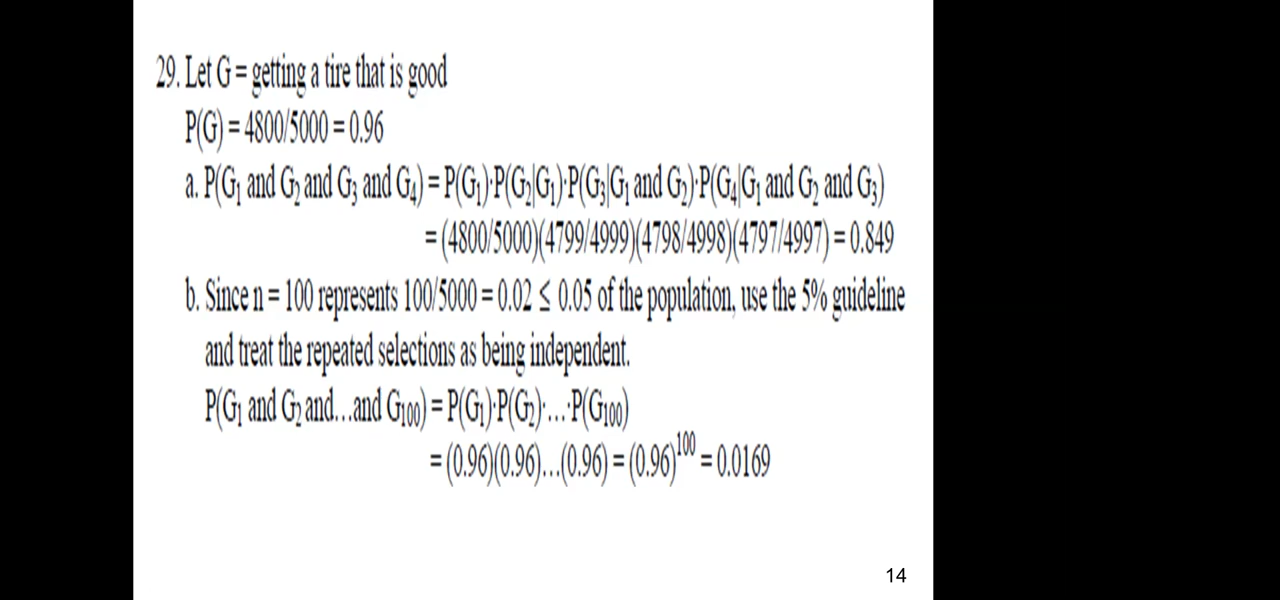 29. Let G = getting a tire that is good
P(G) = 4800/5000 = 0.96
a. P(G₁ and G₂ and G₃ and G₄) = P(G₁)·P(G₂|G₁)·P(G₃|G₁ and G₂)·P(G₄|G₁ and G₂ and G₃)
= (4800/5000)(4799/4999)(4798/4998)(4797/4997) = 0.849
b. Since n = 100 represents 100/5000 = 0.02 ≤ 0.05 of the population, use the 5% guideline
and treat the repeated selections as being independent.
P(G₁ and G₂ and…and G₁₀₀) = P(G₁)·P(G₂)·…·P(G₁₀₀)
= (0.96)(0.96)…(0.96) = (0.96)¹⁰⁰ = 0.0169
14